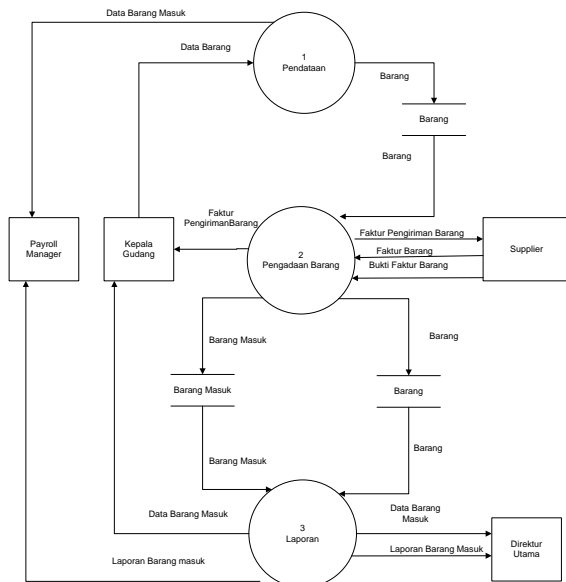 Data Barang Masuk
Data Barang
1
Pendataan
Barang
Barang
Barang
Faktur
PengirimanBarang
Payroll
Manager
Kepala
Gudang
2
Pengadaan Barang
Faktur Pengiriman Barang
Faktur Barang
Bukti Faktur Barang
Supplier
Barang Masuk
Barang
Barang Masuk
Barang
Barang Masuk
Barang
Data Barang Masuk
3
Laporan
Data Barang
Masuk
Laporan Barang Masuk
Direktur
Utama
Laporan Barang masuk